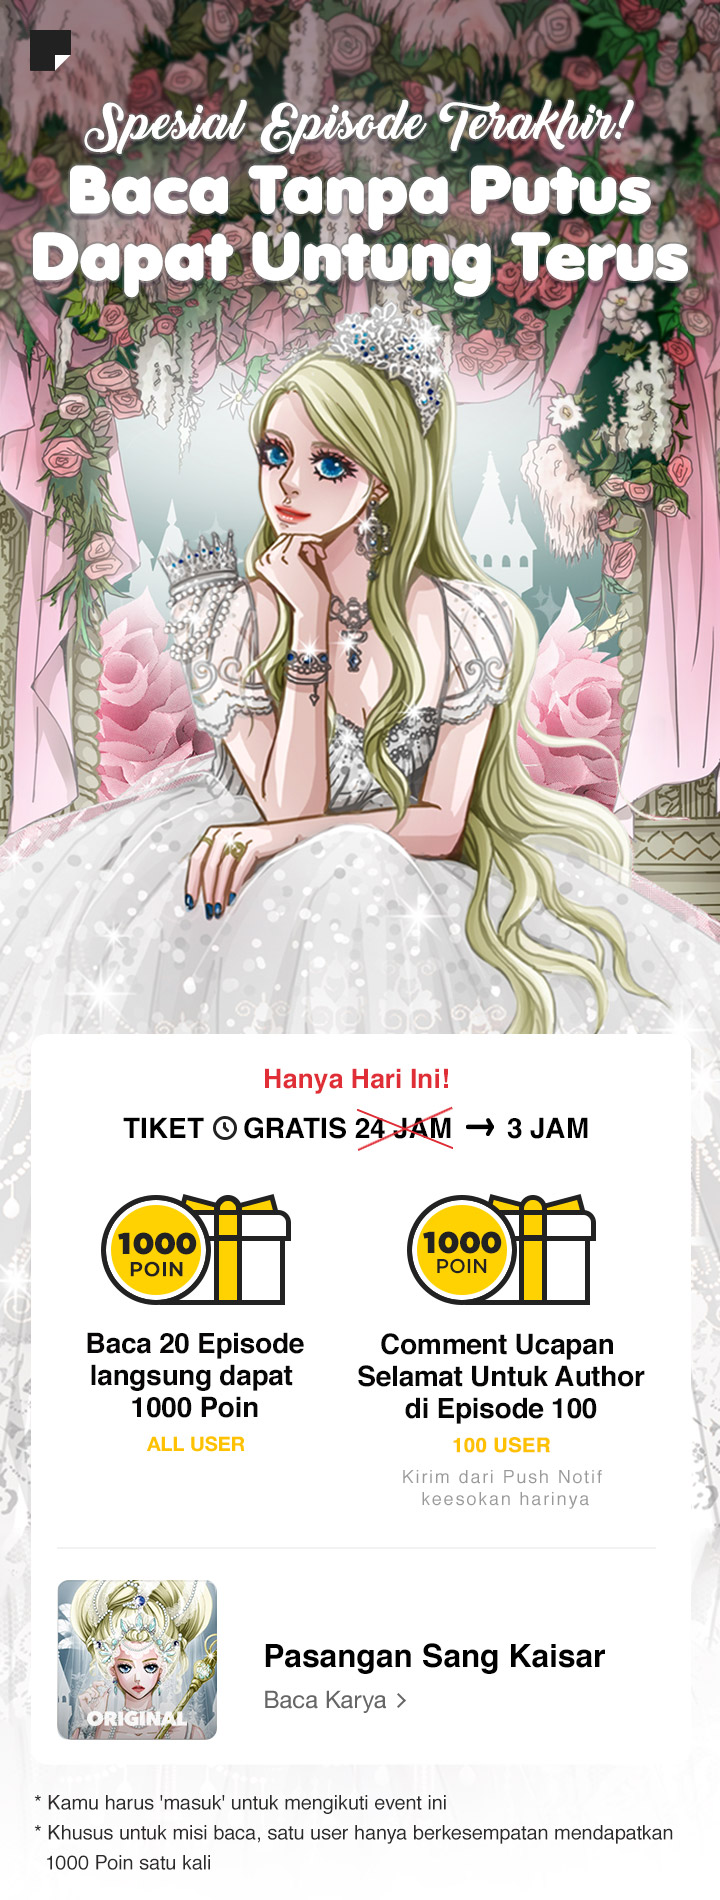 Spesial Episode Terakhir!
Baca Tanpa Putus
Dapat Untung Terus
Hanya Hari Ini!
TIKET GRATIS 24 JAM → 3 JAM
1000
POIN
Baca 20 Episode
langsung dapat
1000 Poin
ALL USER
1000
POIN
Comment Ucapan
Selamat Untuk Author
di Episode 100
100 USER
Kirim dari Push Notif
keesokan harinya
ORIGINAL
Pasangan Sang Kaisar
Baca Karya >
* Kamu harus 'masuk' untuk mengikuti event ini
* Khusus untuk misi baca, satu user hanya berkesempatan mendapatkan
1000 Poin satu kali